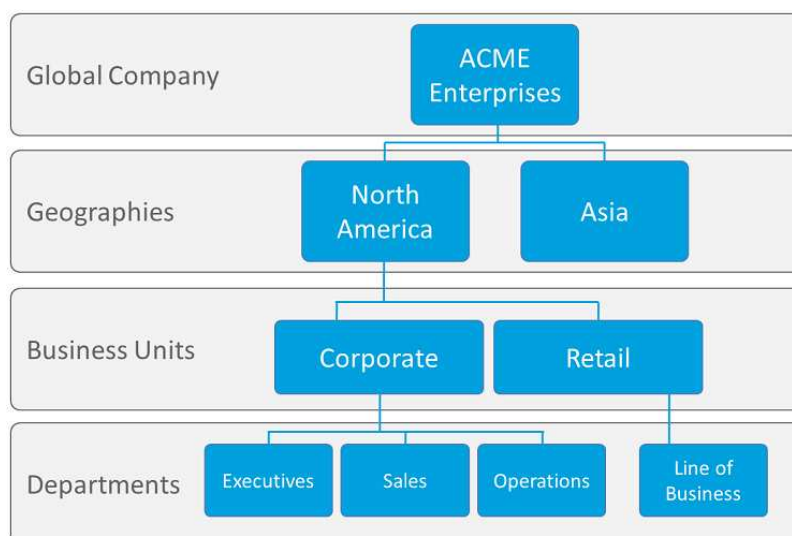 Global Company
ACME
Enterprises
Geographies
North
America
Asia
Business Units
Corporate
Retail
Departments
Executives
Sales
Operations
Line of
Business